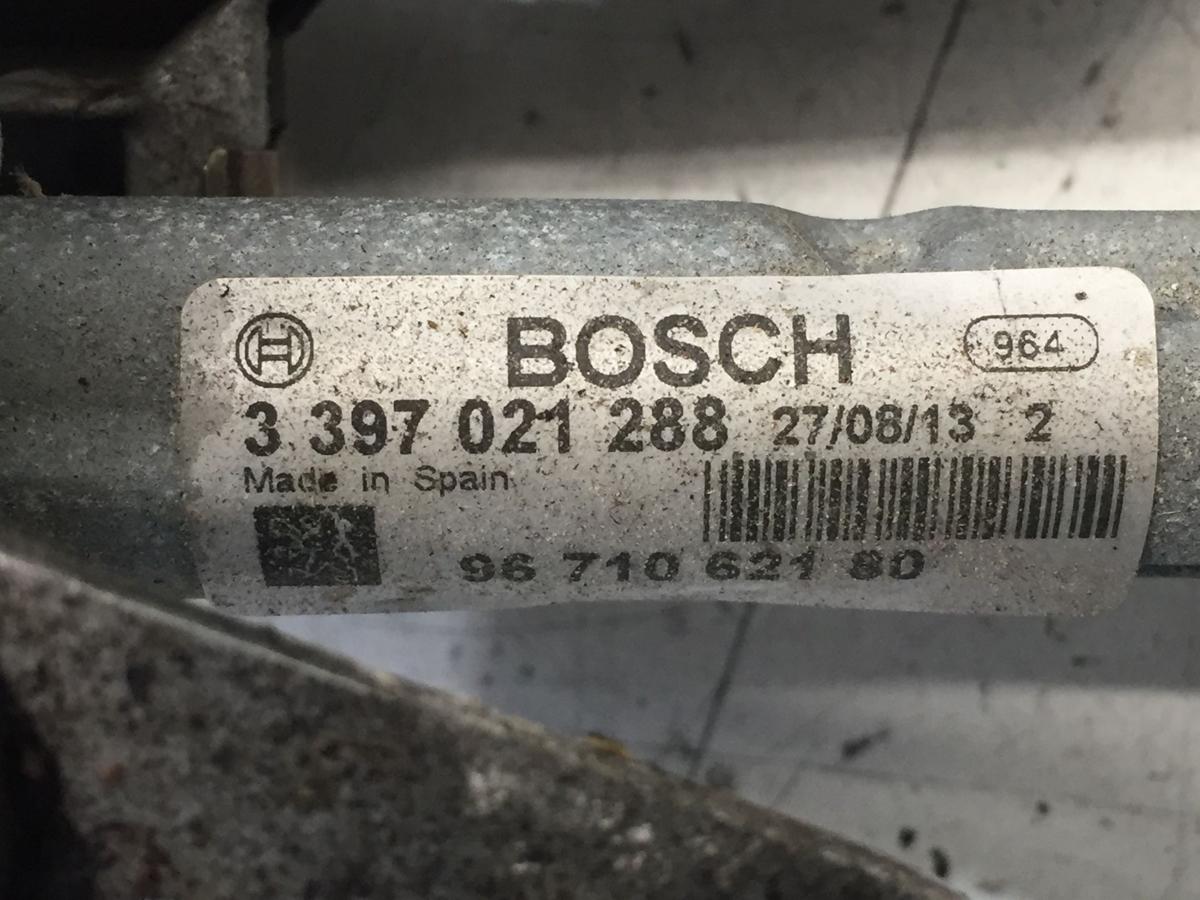 BOSCH 964
3 397 021 288 27/08/13 2
Made in Spain
96 710 621 80